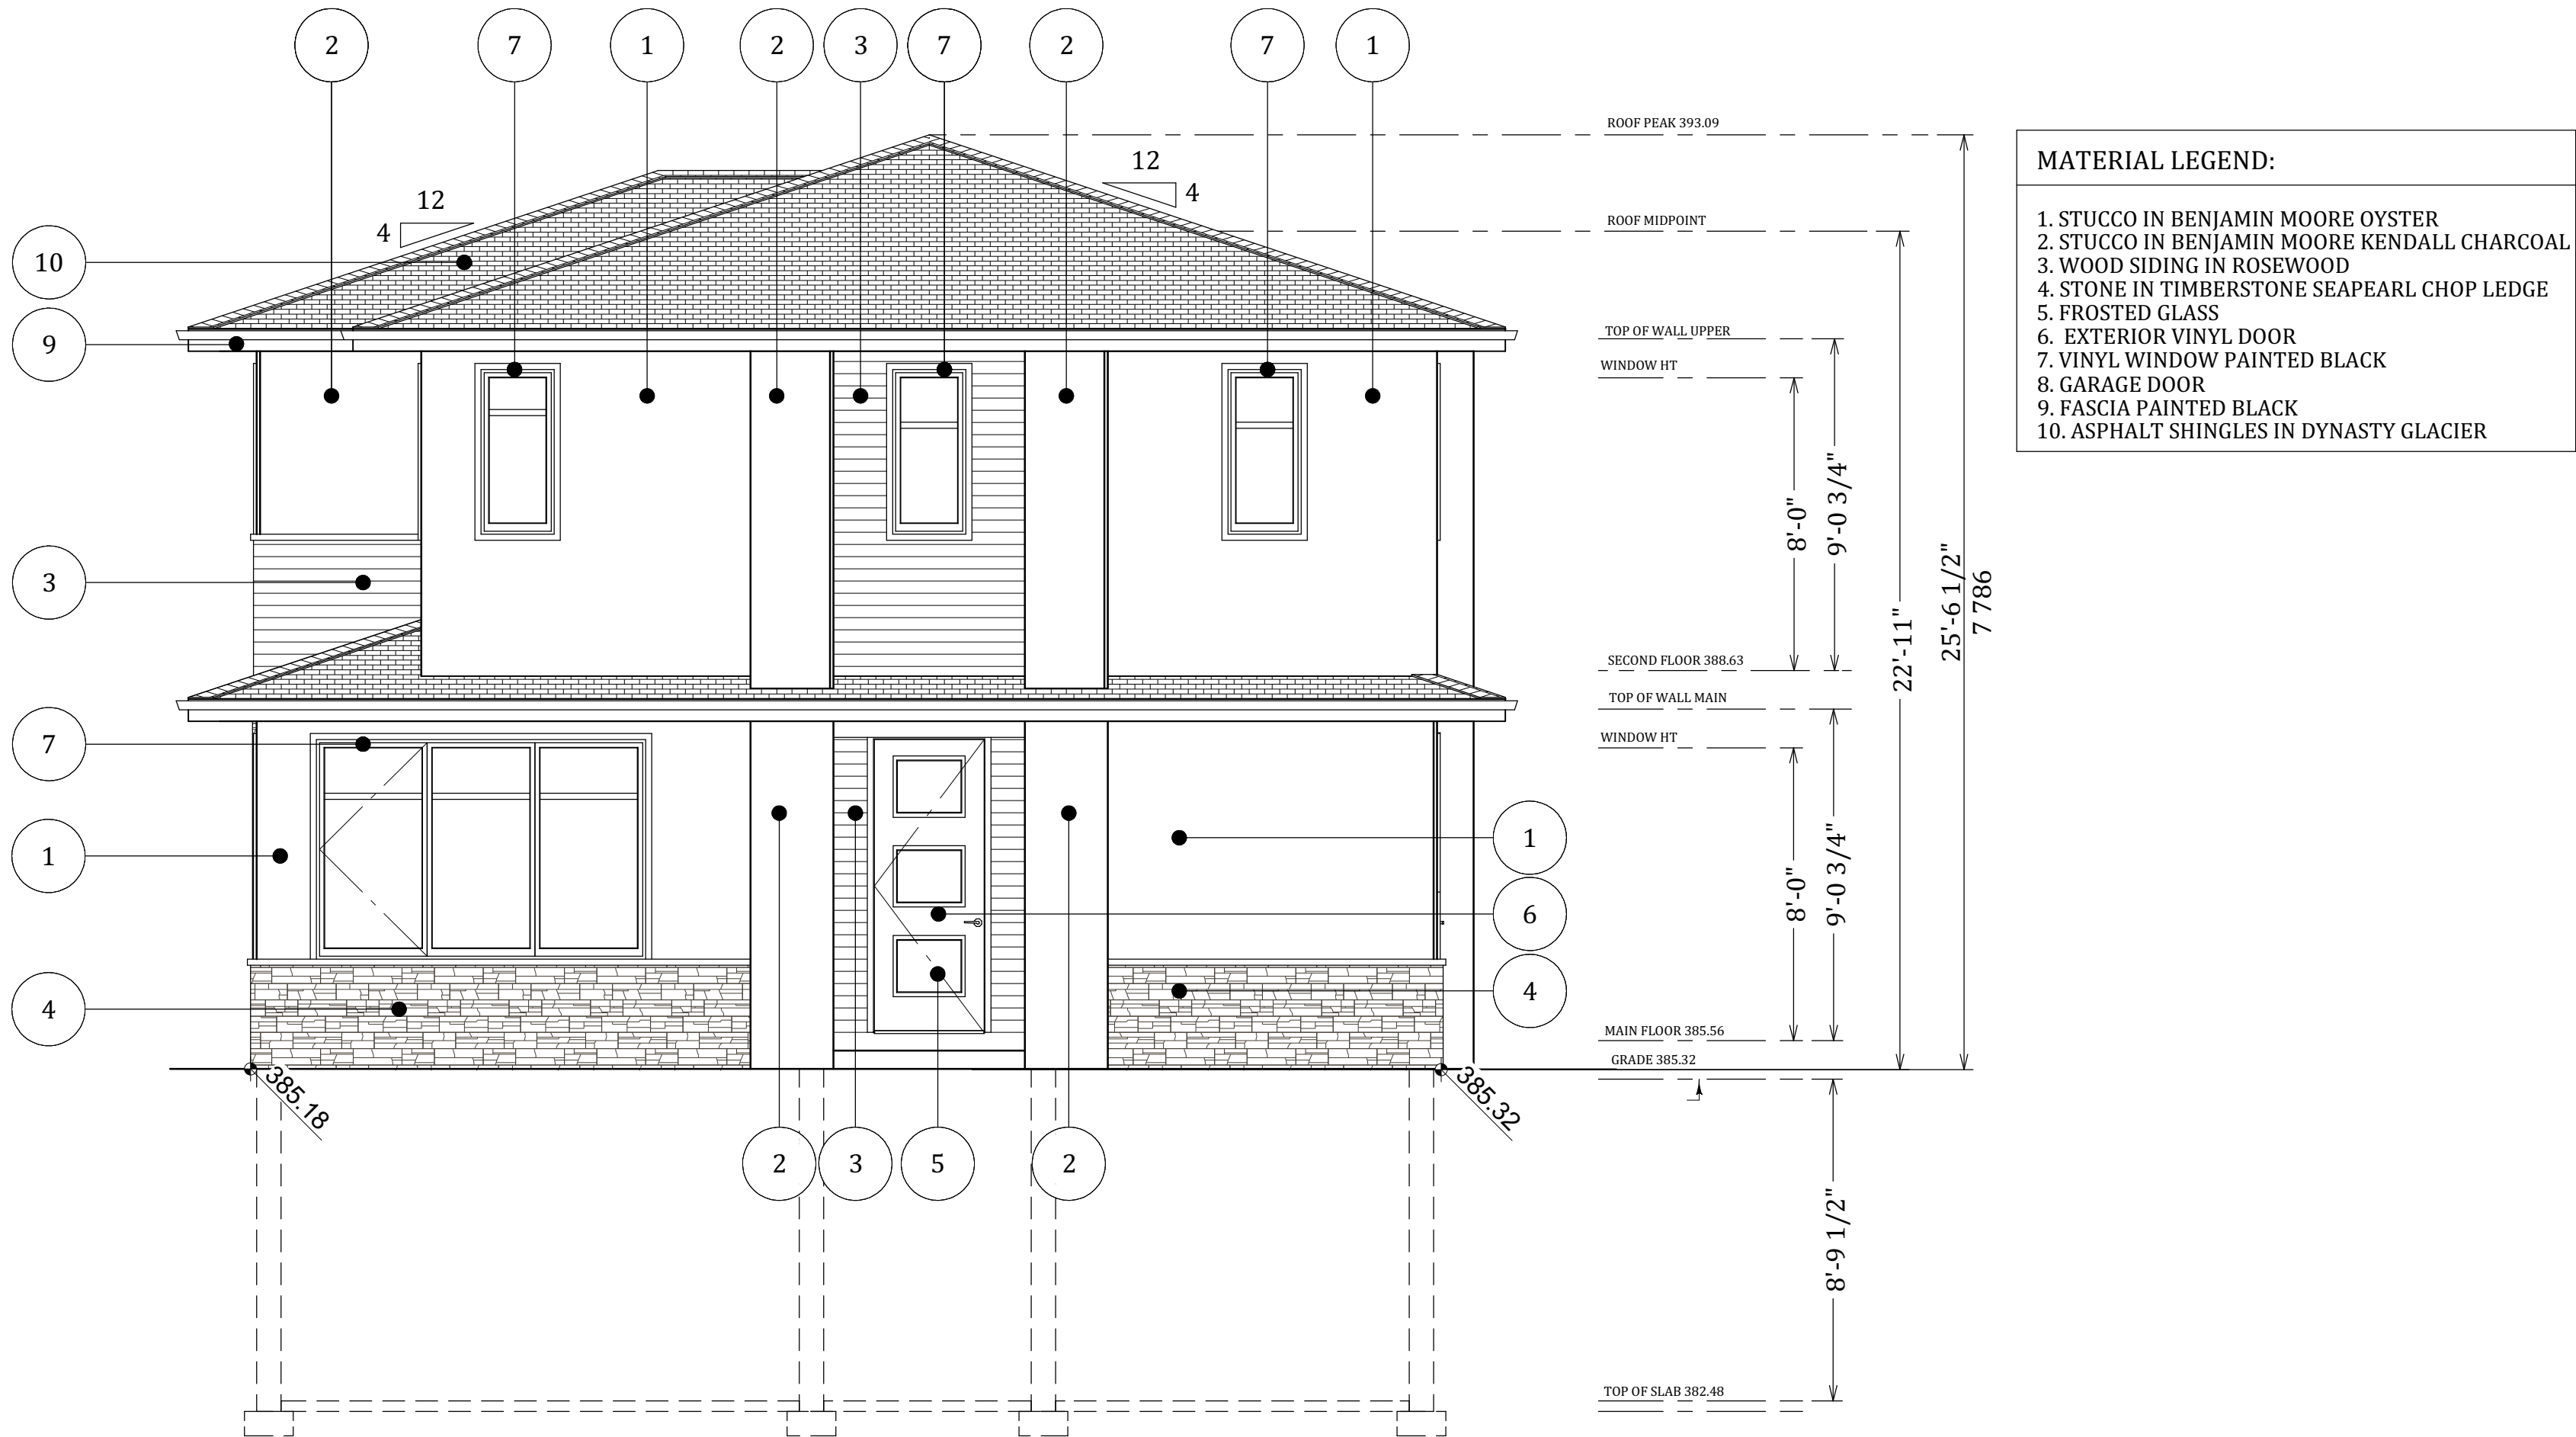 2
7
1
2
3
7
2
7
1
ROOF PEAK 393.09
MATERIAL LEGEND:
1. STUCCO IN BENJAMIN MOORE OYSTER
2. STUCCO IN BENJAMIN MOORE KENDALL CHARCOAL
3. WOOD SIDING IN ROSEWOOD
4. STONE IN TIMBERSTONE SEAPEARL CHOP LEDGE
5. FROSTED GLASS
6. EXTERIOR VINYL DOOR
7. VINYL WINDOW PAINTED BLACK
8. GARAGE DOOR
9. FASCIA PAINTED BLACK
10. ASPHALT SHINGLES IN DYNASTY GLACIER
12
4
12
4
ROOF MIDPOINT
10
9
TOP OF WALL UPPER
WINDOW HT
8'-0"
9'-0 3/4"
3
22'-11"
25'-6 1/2"
7 786
SECOND FLOOR 388.63
TOP OF WALL MAIN
7
WINDOW HT
1
1
8'-0"
9'-0 3/4"
6
4
4
MAIN FLOOR 385.56
GRADE 385.32
385.18
385.32
2
3
5
2
8'-9 1/2"
TOP OF SLAB 382.48